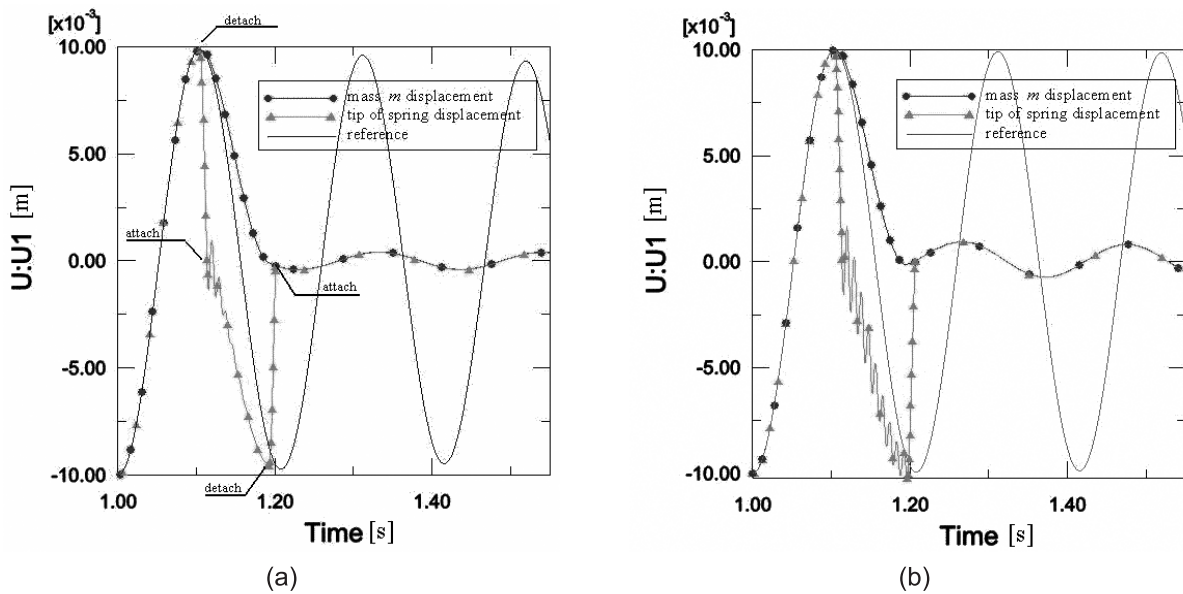 [x10⁻³]
detach
10.00
mass m displacement
tip of spring displacement
reference
5.00
U:U1 [m]
attach
0.00
attach
-5.00
-10.00
detach
1.00
1.20
1.40
Time [s]
(a)
[x10⁻³]
10.00
mass m displacement
tip of spring displacement
reference
5.00
U:U1 [m]
0.00
-5.00
-10.00
1.00
1.20
1.40
Time [s]
(b)